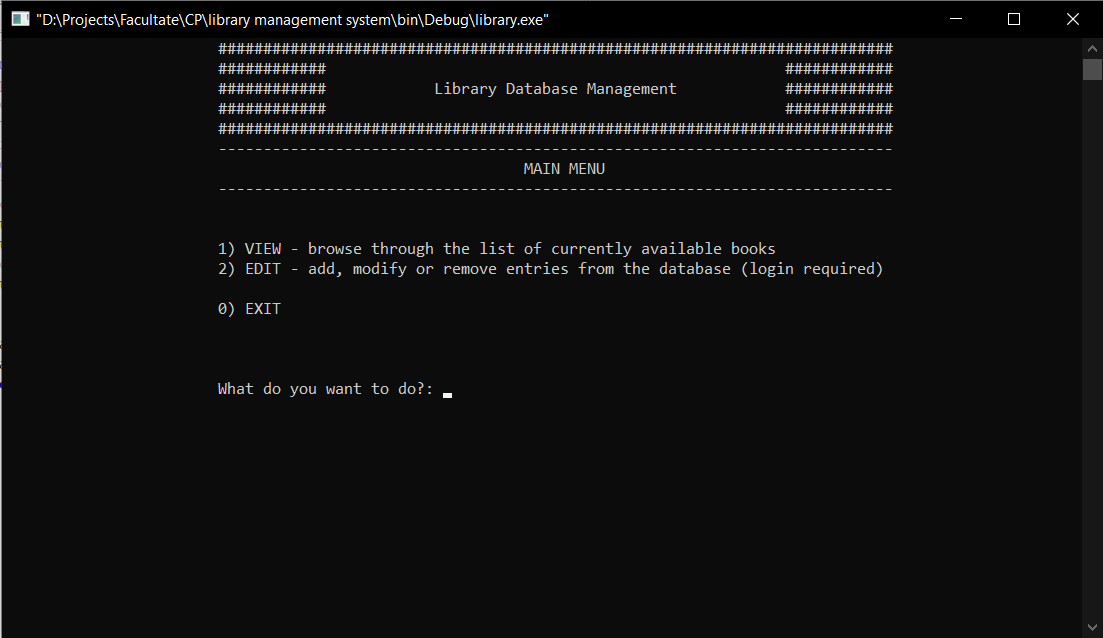 "D:\Projects\Facultate\CP\library management system\bin\Debug\library.exe"
###########################################################################
############                                                   ############
############            Library Database Management            ############
############                                                   ############
###########################################################################
---------------------------------------------------------------------------
MAIN MENU
---------------------------------------------------------------------------
1) VIEW - browse through the list of currently available books
2) EDIT - add, modify or remove entries from the database (login required)
0) EXIT
What do you want to do?: